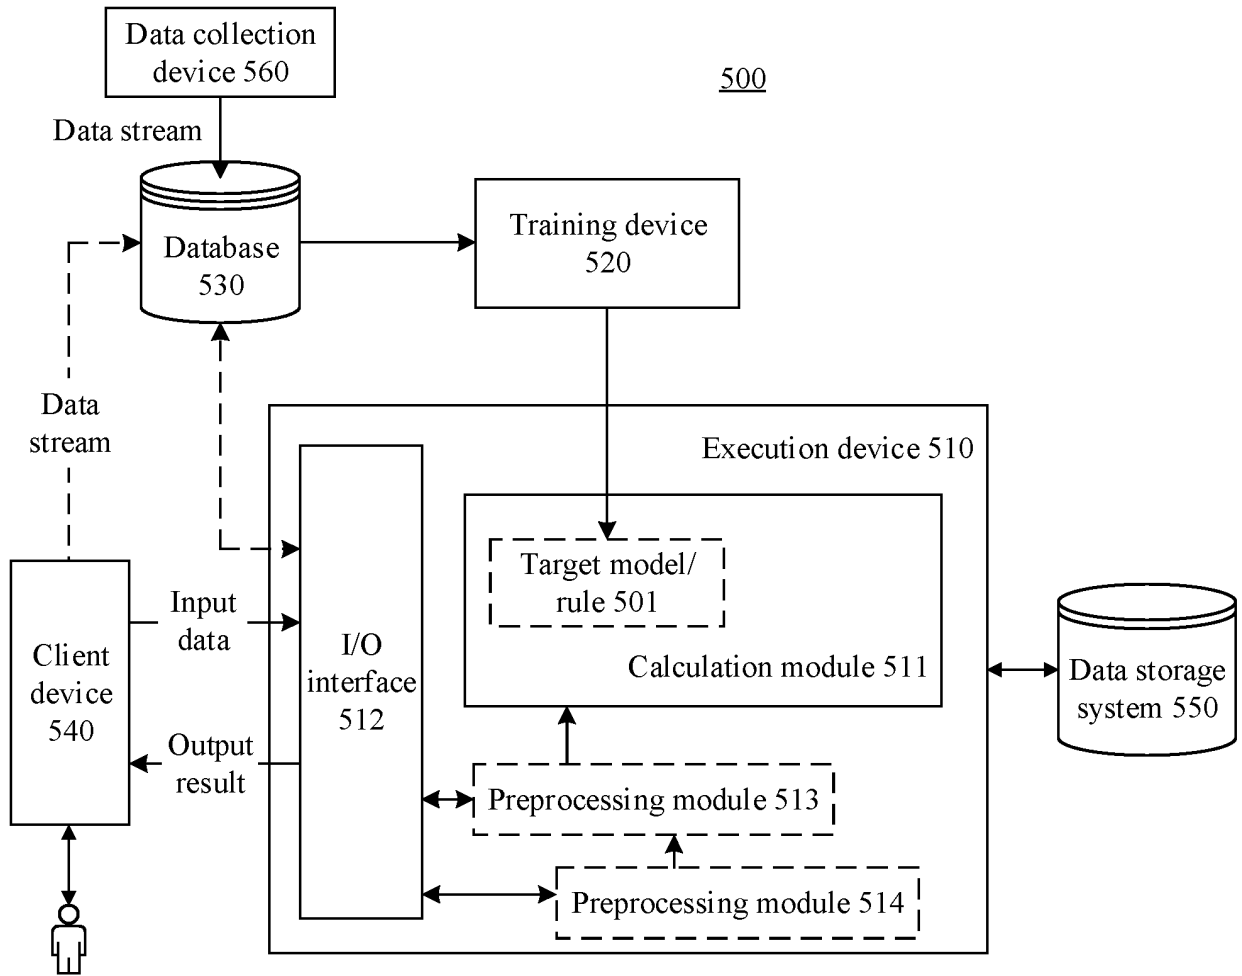 Data collection
device 560
500
Data stream
Database
530
Training device
520
Data
stream
Execution device 510
Target model/
rule 501
Calculation module 511
Input
data
I/O
interface
512
Client
device
540
Output
result
Data storage
system 550
Preprocessing module 513
Preprocessing module 514